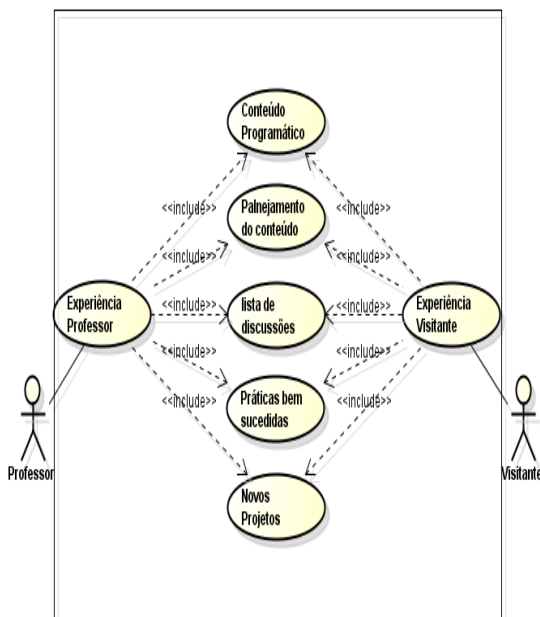 Conteúdo
Programático
<<include>>
<<include>>
Palnejamento
do conteúdo
<<include>>
<<include>>
Experiência
Professor
<<include>>
lista de
discussões
<<include>>
Experiência
Visitante
<<include>>
<<include>>
Práticas bem
sucedidas
<<include>>
<<include>>
Professor
Visitante
Novos
Projetos